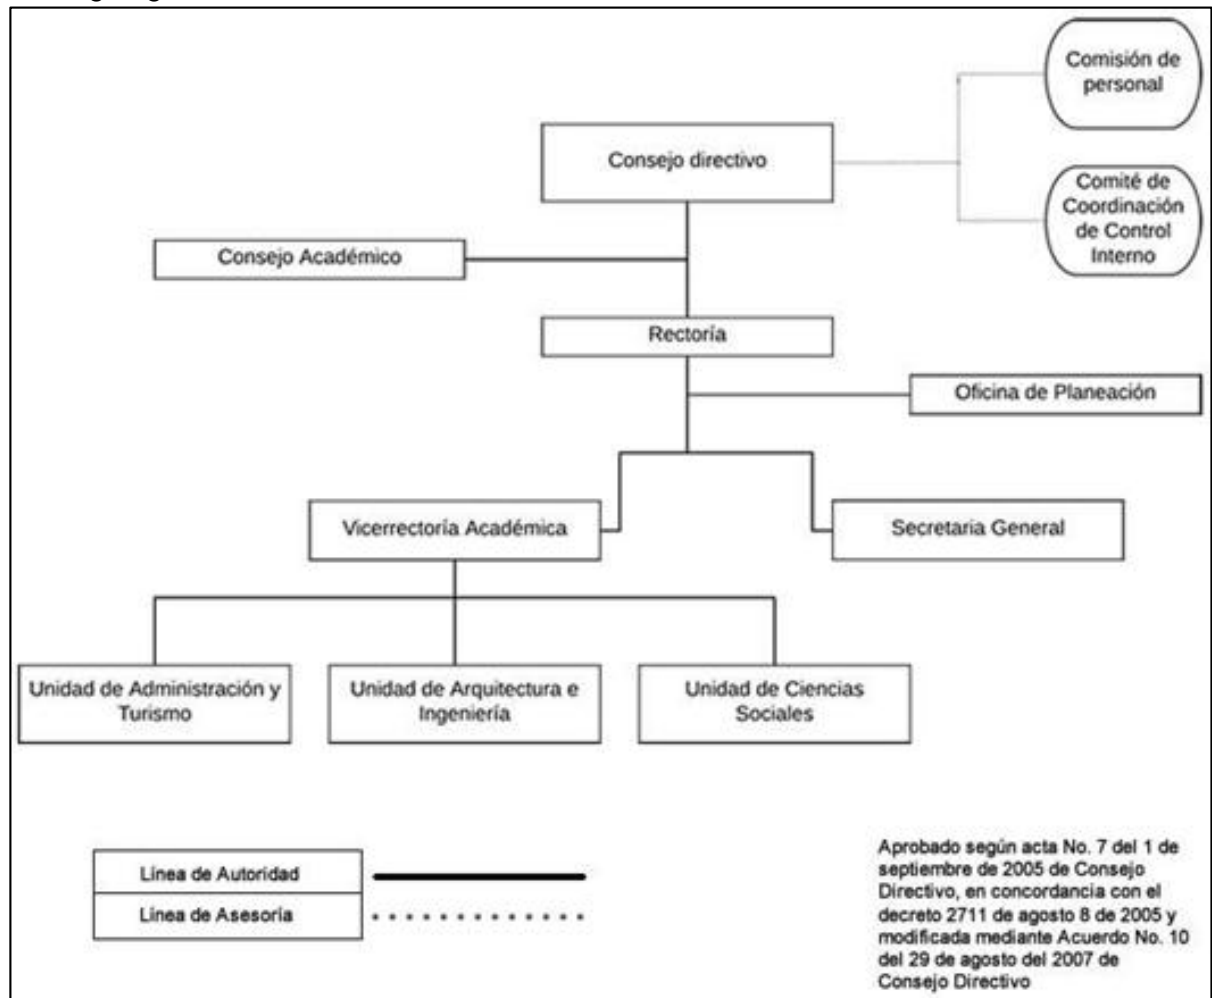 Comisión de
personal
Consejo directivo
Comité de
Coordinación
de Control
Interno
Consejo Académico
Rectoría
Oficina de Planeación
Vicerrectoría Académica
Secretaria General
Unidad de Administración y
Turismo
Unidad de Arquitectura e
Ingeniería
Unidad de Ciencias
Sociales
Línea de Autoridad
Línea de Asesoría
Aprobado según acta No. 7 del 1 de
septiembre de 2005 de Consejo
Directivo, en concordancia con el
decreto 2711 de agosto 8 de 2005 y
modificada mediante Acuerdo No. 10
del 29 de agosto del 2007 de
Consejo Directivo